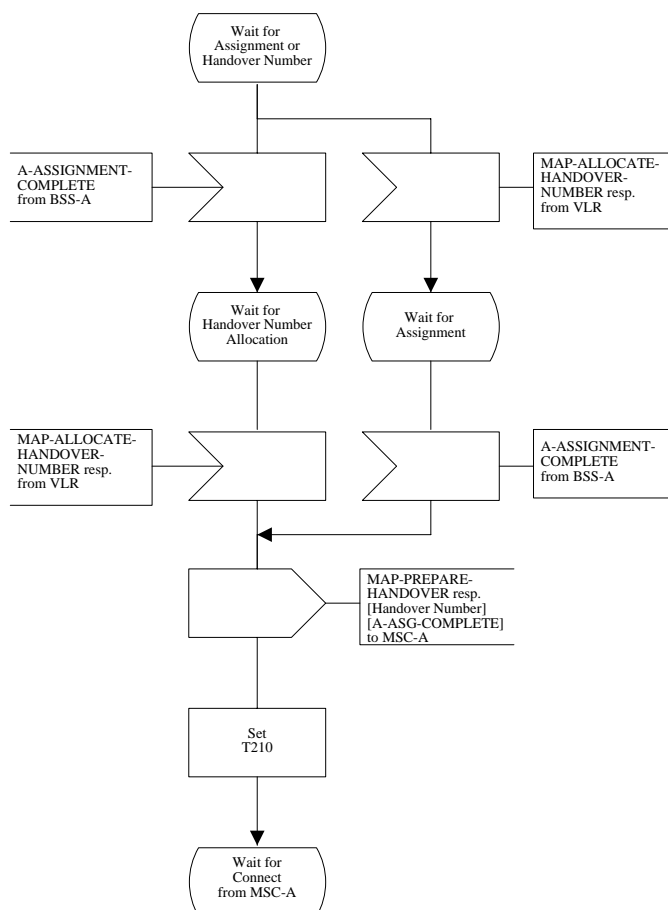 Wait for
Assignment or
Handover Number
A-ASSIGNMENT-
COMPLETE
from BSS-A
MAP-ALLOCATE-
HANDOVER-
NUMBER resp.
from VLR
Wait for
Handover Number
Allocation
Wait for
Assignment
MAP-ALLOCATE-
HANDOVER-
NUMBER resp.
from VLR
A-ASSIGNMENT-
COMPLETE
from BSS-A
MAP-PREPARE-
HANDOVER resp.
[Handover Number]
[A-ASG-COMPLETE]
to MSC-A
Set
T210
Wait for
Connect
from MSC-A